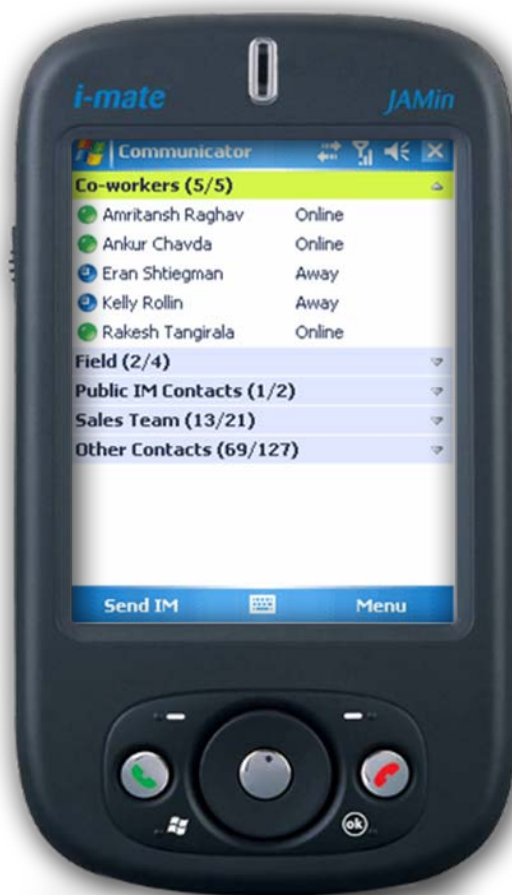 i-mate
JAMin
Communicator
Co-workers (5/5)
Amritansh Raghav Online
Ankur Chavda Online
Eran Shtiegman Away
Kelly Rollin Away
Rakesh Tangirala Online
Field (2/4)
Public IM Contacts (1/2)
Sales Team (13/21)
Other Contacts (69/127)
Send IM Menu
ok